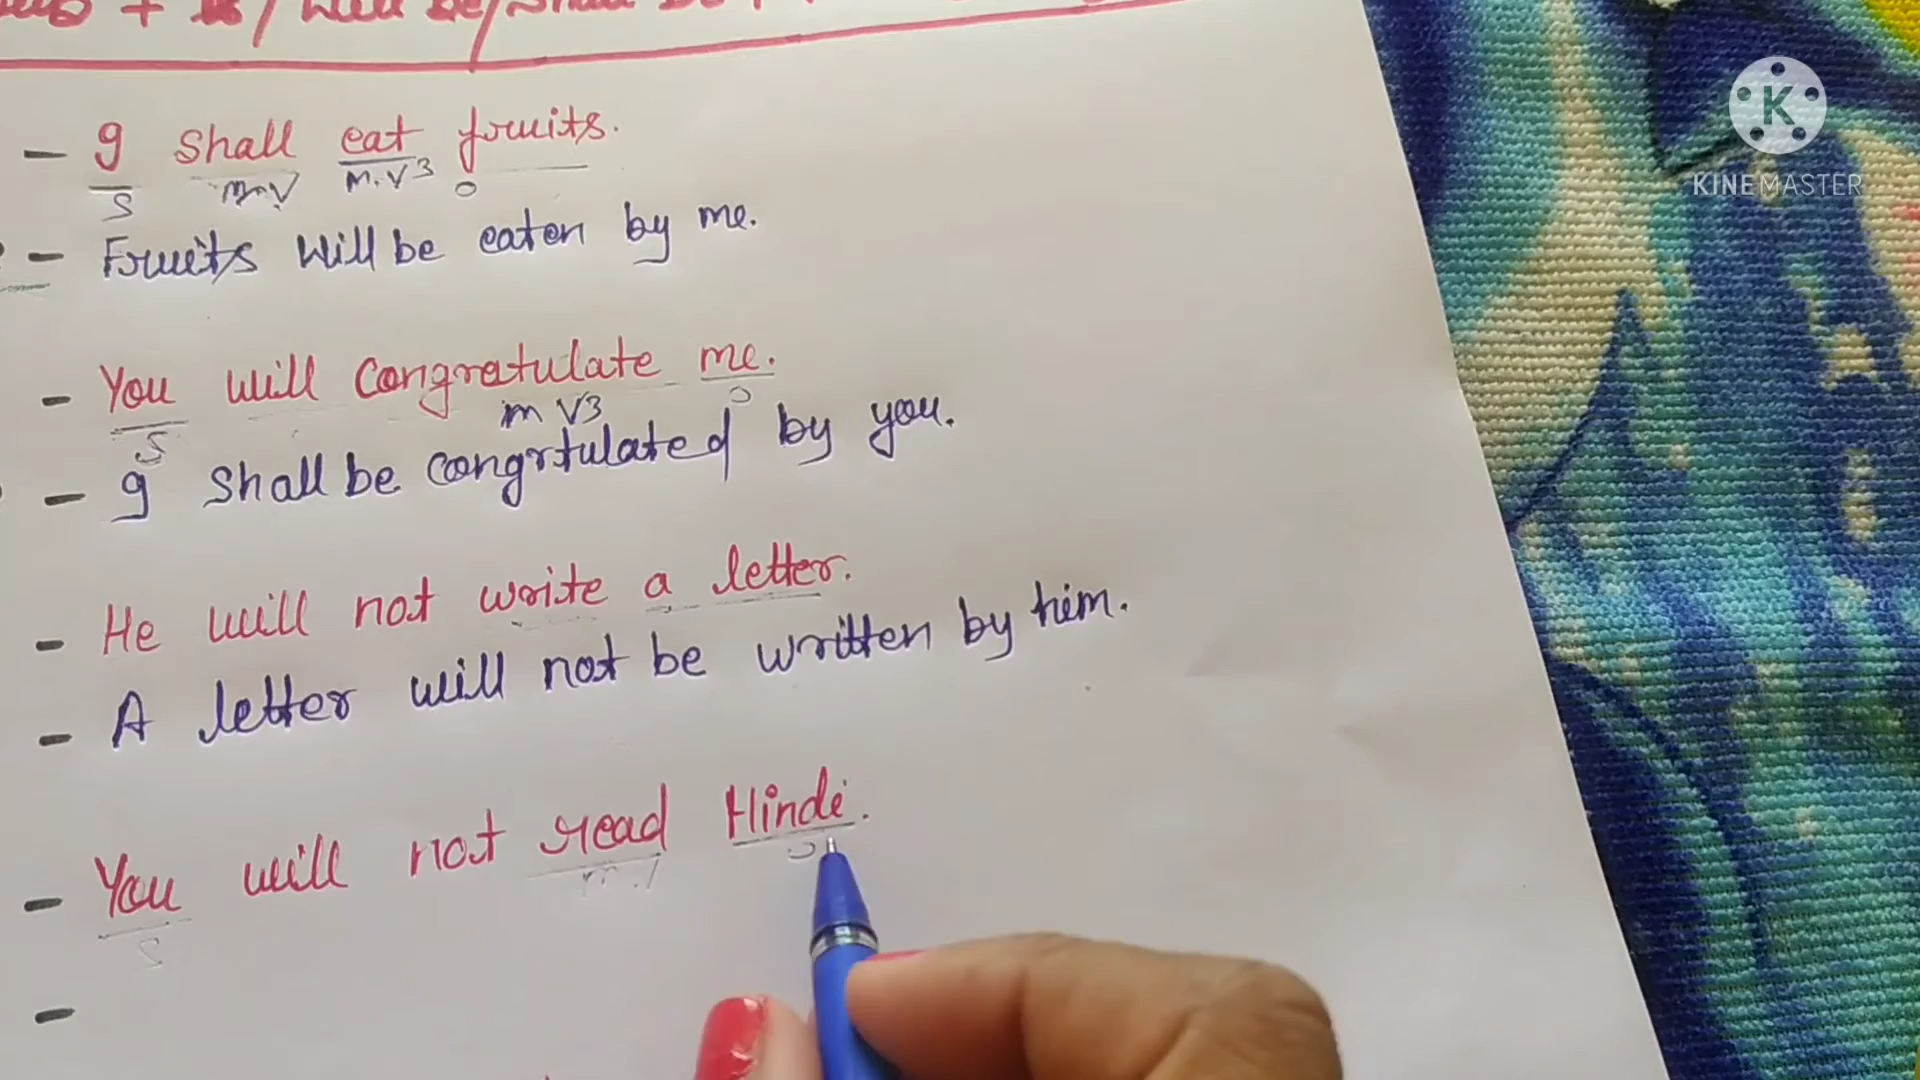 - I shall eat fruits.
S m.V M.V3 O
- Fruits will be eaten by me.
- You will Congratulate me.
S m V3 O
- I shall be congrtulated by you.
- He will not write a letter.
- A letter will not be written by him.
- You will not read Hindi.
S
-
KINEMASTER